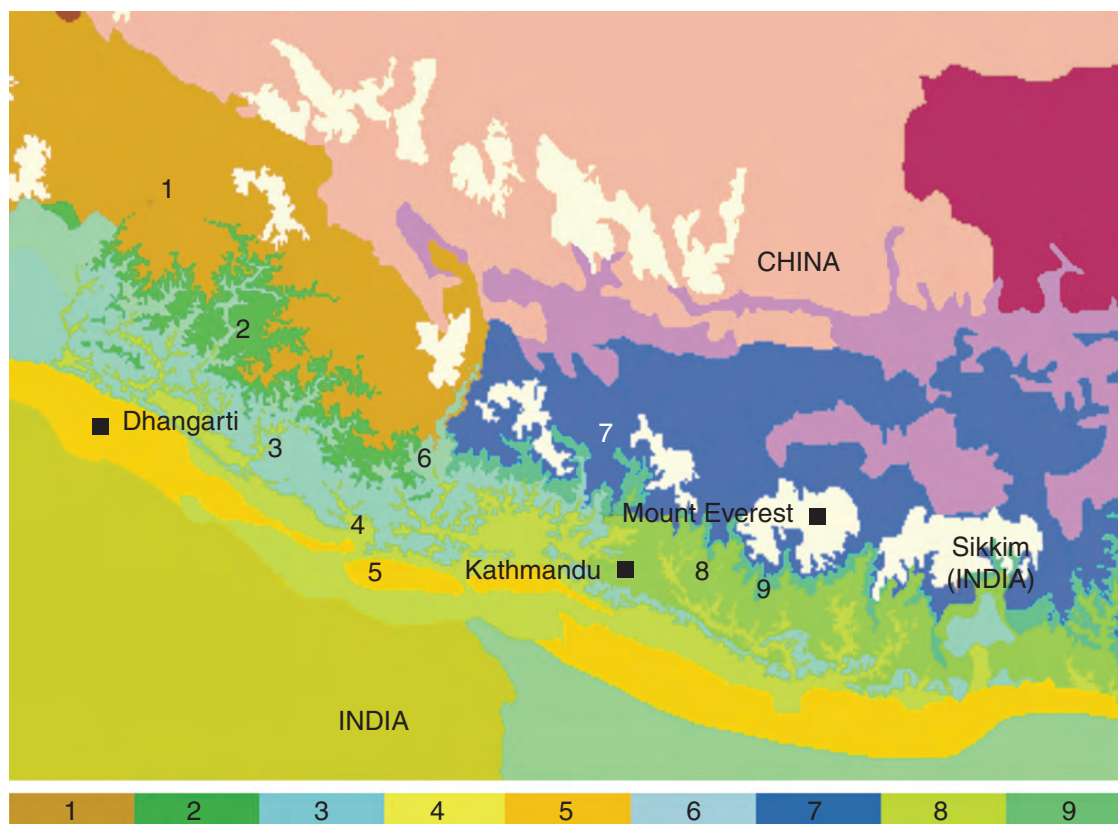 1
CHINA
2
Dhangarti
3
6
7
Mount Everest
4
Sikkim
(INDIA)
5
Kathmandu
8
9
INDIA
1 2 3 4 5 6 7 8 9